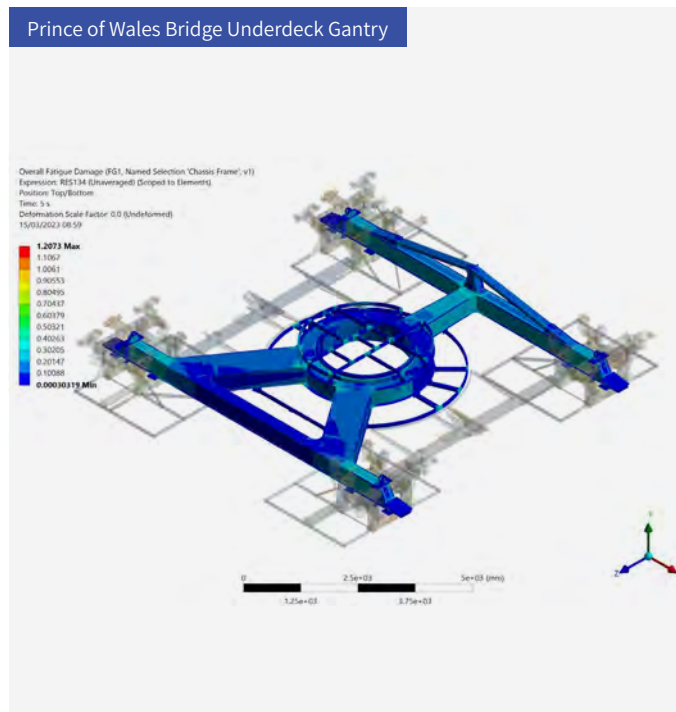 Prince of Wales Bridge Underdeck Gantry
Overall Fatigue Damage (FG1, Named Selection 'Chassis Frame', v1)
Expression: RES134 (Unaveraged) (Scoped to Elements)
Position: Top/Bottom
Time: 5 s
Deformation Scale Factor: 0.0 (Undeformed)
15/03/2023 08:59
1.2073 Max
1.1067
1.0061
0.90553
0.80495
0.70437
0.60379
0.50321
0.40263
0.30205
0.20147
0.10088
0.00030319 Min
Y
Z
0 2.5e+03 5e+03 (mm)
1.25e+03 3.75e+03